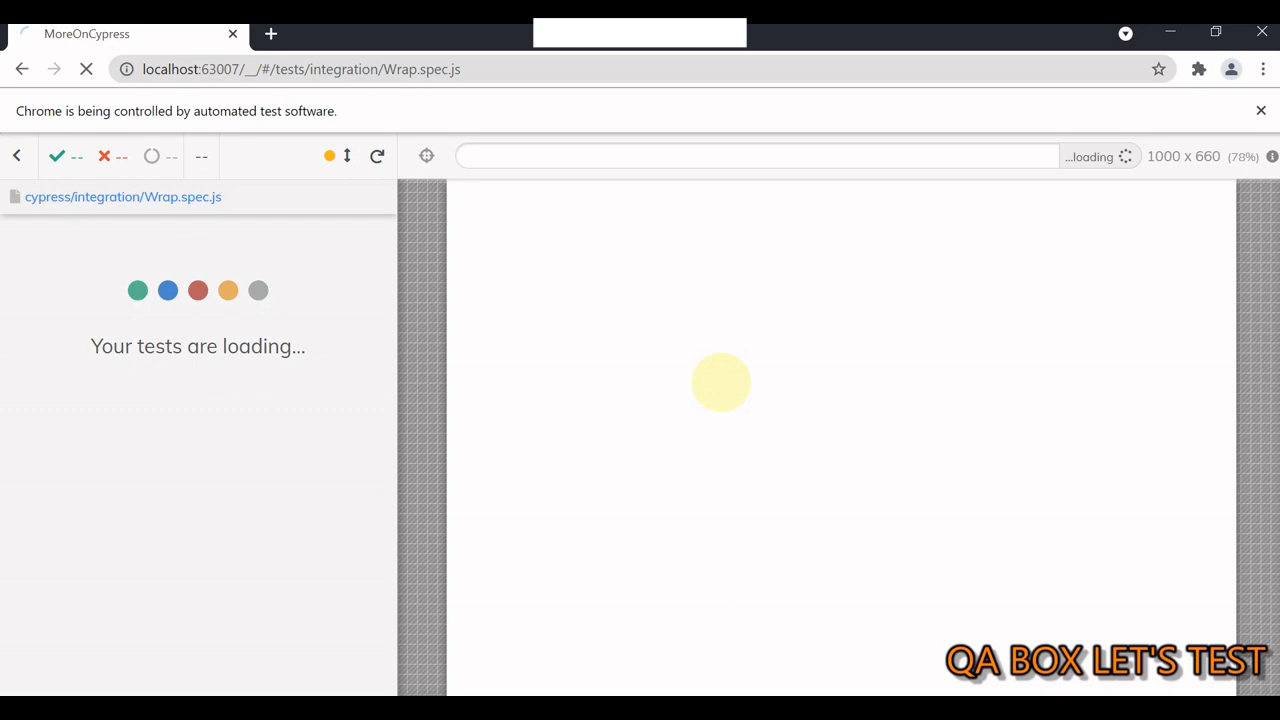 MoreOnCypress
localhost:63007/__/#/tests/integration/Wrap.spec.js
Chrome is being controlled by automated test software.
-- -- -- --
...loading 1000 x 660 (78%)
cypress/integration/Wrap.spec.js
Your tests are loading...
QA BOX LET'S TEST